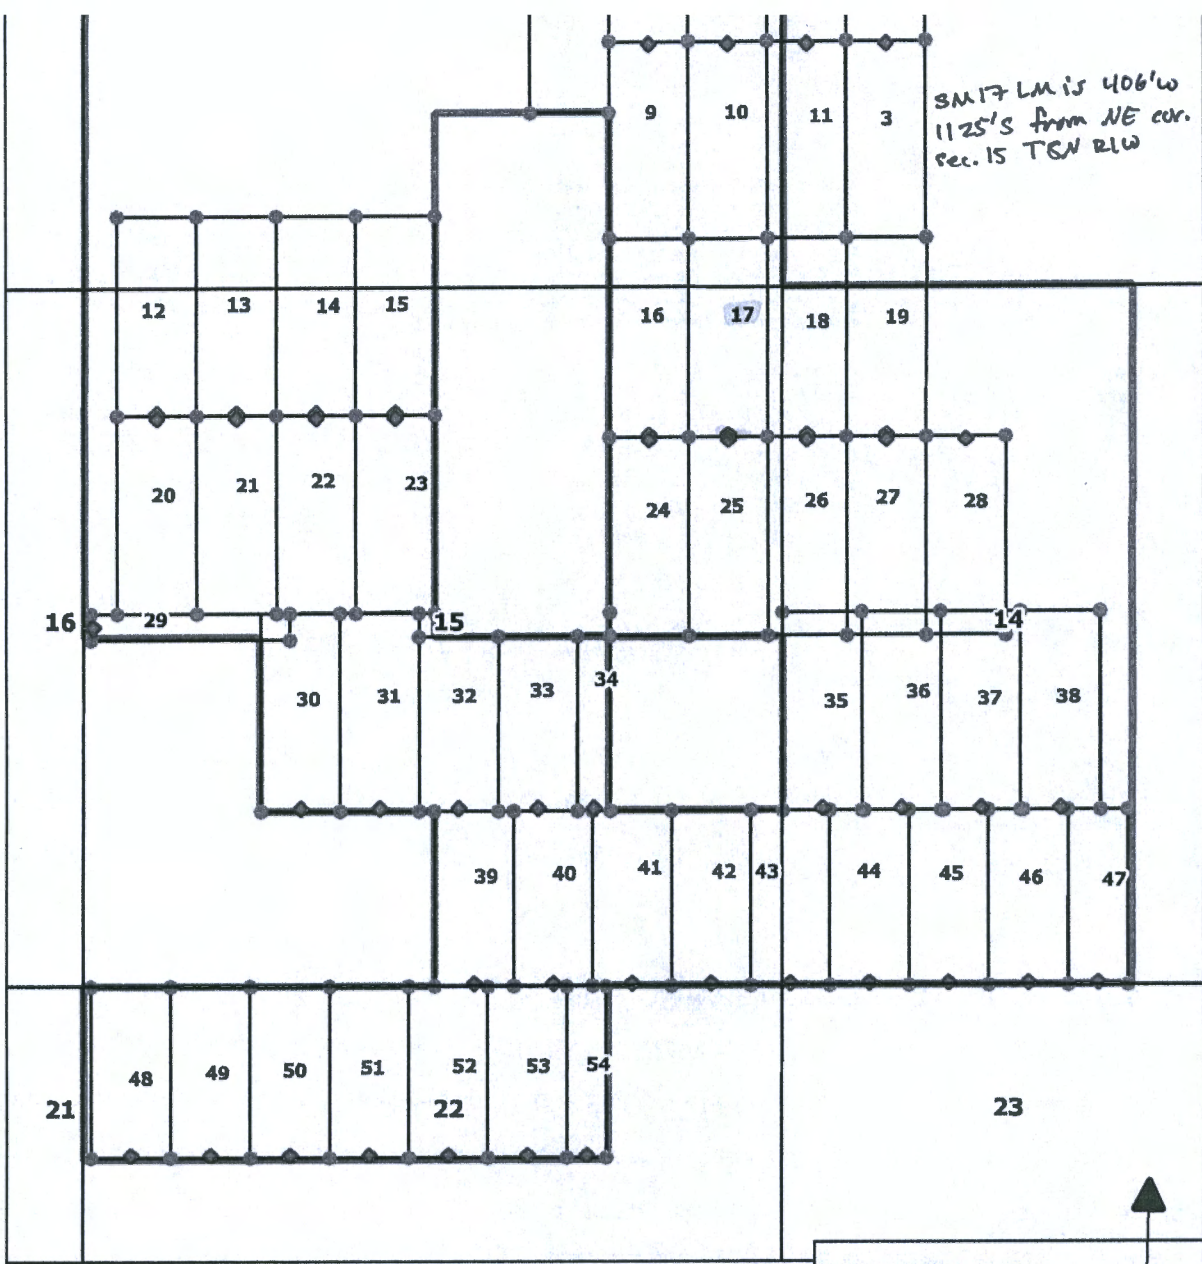 9 10 11 3
SM17 LM is 406'W
1125'S from NE cor.
sec. 15 T8N R1W
12 13 14 15 16 17 18 19
20 21 22 23 24 25 26 27 28
16 29 15 14
30 31 32 33 34 35 36 37 38
39 40 41 42 43 44 45 46 47
48 49 50 51 52 53 54
21 22 23